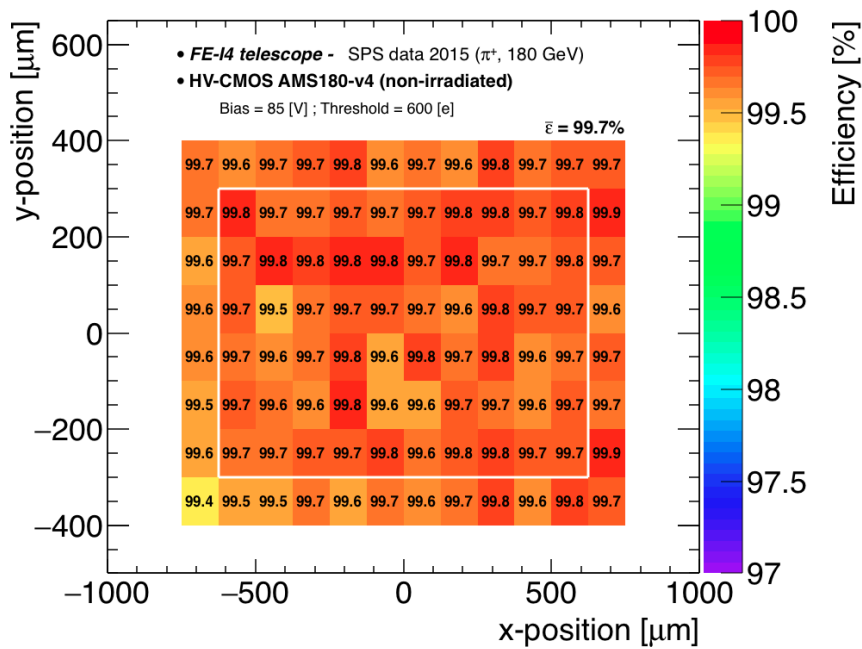 • FE-I4 telescope - SPS data 2015 (π⁺, 180 GeV)
• HV-CMOS AMS180-v4 (non-irradiated)
Bias = 85 [V] ; Threshold = 600 [e]
ε̄ = 99.7%
y-position [μm]
600
400
200
0
−200
−400
99.7 99.6 99.7 99.7 99.8 99.6 99.7 99.6 99.8 99.7 99.7 99.7
99.7 99.8 99.7 99.7 99.7 99.7 99.7 99.8 99.8 99.7 99.8 99.9
99.6 99.7 99.8 99.8 99.8 99.8 99.7 99.8 99.7 99.7 99.8 99.7
99.6 99.7 99.5 99.7 99.7 99.7 99.7 99.6 99.8 99.7 99.7 99.6
99.6 99.7 99.6 99.7 99.8 99.6 99.8 99.7 99.8 99.6 99.7 99.7
99.5 99.7 99.6 99.6 99.8 99.6 99.6 99.7 99.7 99.6 99.7 99.7
99.6 99.7 99.7 99.7 99.7 99.8 99.6 99.8 99.8 99.7 99.7 99.9
99.4 99.5 99.5 99.7 99.6 99.7 99.6 99.7 99.8 99.6 99.8 99.7
−1000 −500 0 500 1000
x-position [μm]
100
99.5
99
98.5
98
97.5
97
Efficiency [%]